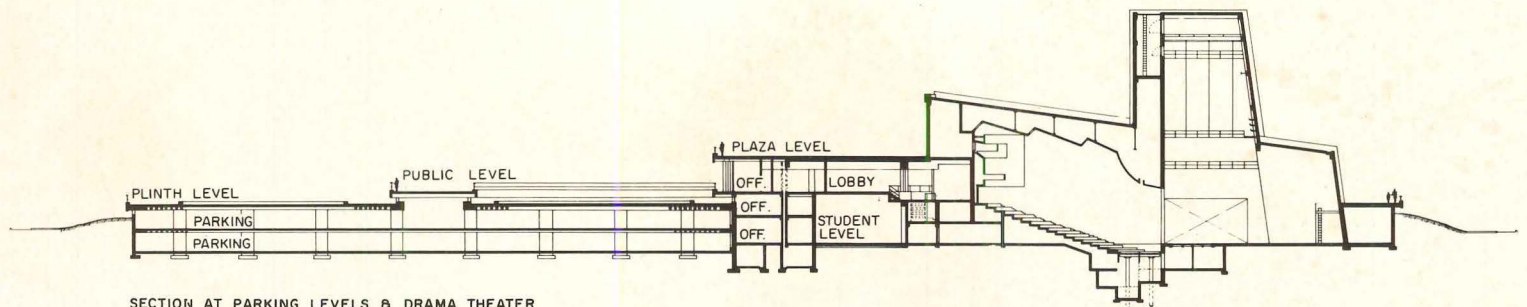 PLAZA LEVEL
PUBLIC LEVEL
OFF.
LOBBY
PLINTH LEVEL
OFF.
PARKING
STUDENT
LEVEL
OFF.
PARKING
SECTION AT PARKING LEVELS & DRAMA THEATER